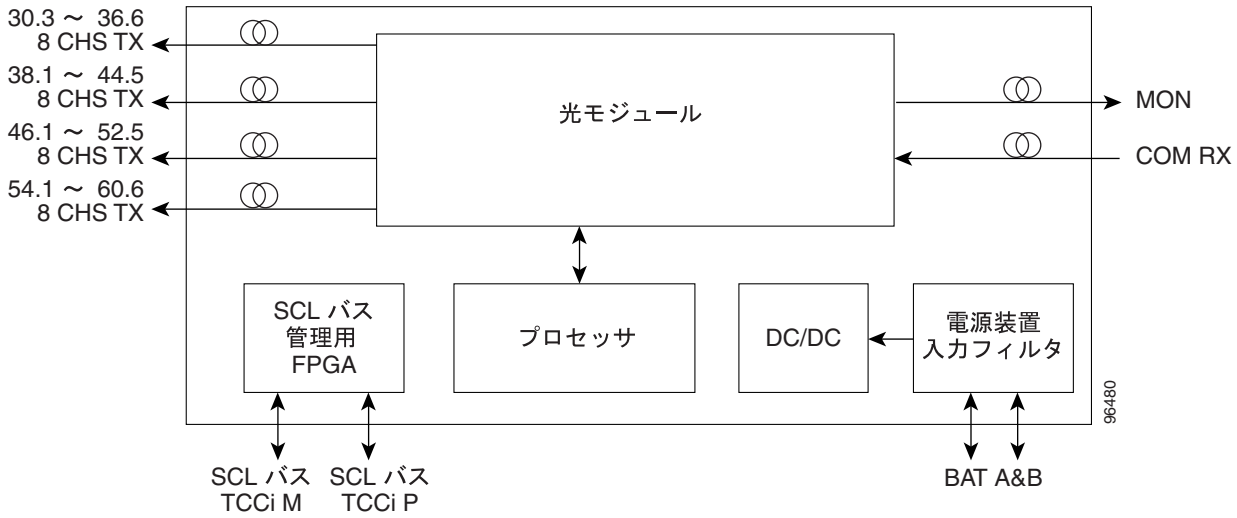 30.3 ～ 36.6
8 CHS TX
38.1 ～ 44.5
8 CHS TX
46.1 ～ 52.5
8 CHS TX
54.1 ～ 60.6
8 CHS TX
光モジュール
MON
COM RX
SCL バス
管理用
FPGA
プロセッサ
DC/DC
電源装置
入力フィルタ
96480
SCL バス
TCCi M
SCL バス
TCCi P
BAT A&B